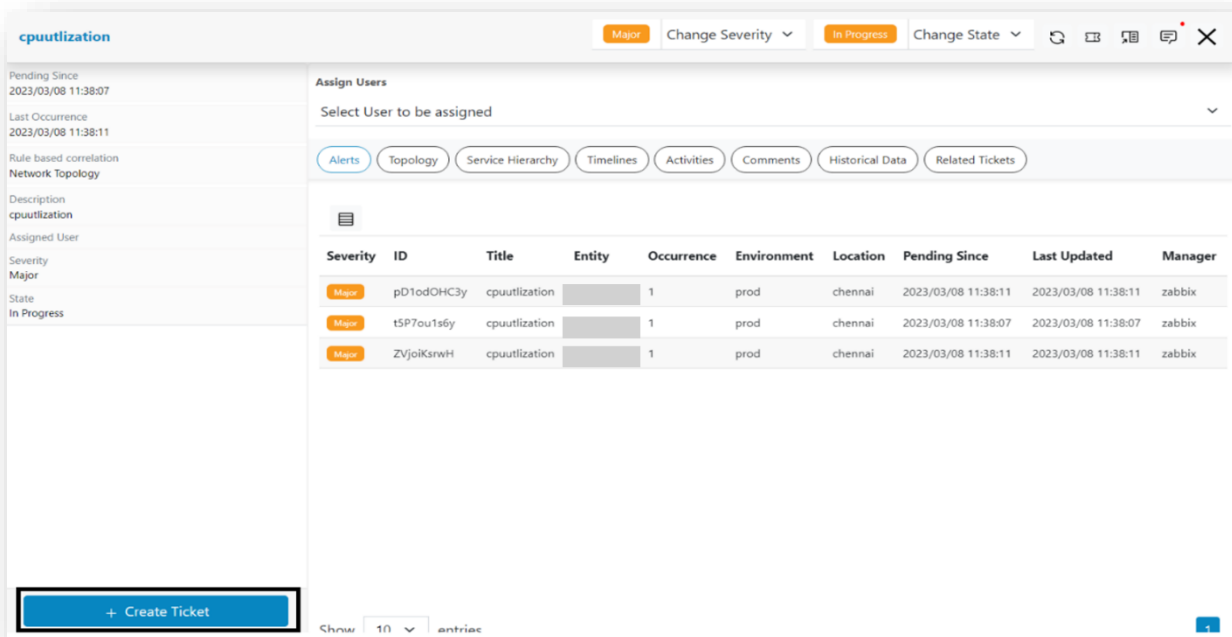 cpuutlization
Major Change Severity In Progress Change State
Pending Since
2023/03/08 11:38:07
Last Occurrence
2023/03/08 11:38:11
Rule based correlation
Network Topology
Description
cpuutlization
Assigned User
Severity
Major
State
In Progress
+ Create Ticket
Assign Users
Select User to be assigned
Alerts Topology Service Hierarchy Timelines Activities Comments Historical Data Related Tickets
Severity ID Title Entity Occurrence Environment Location Pending Since Last Updated Manager
Major pD1odOHC3y cpuutlization 1 prod chennai 2023/03/08 11:38:11 2023/03/08 11:38:11 zabbix
Major t5P7ou1s6y cpuutlization 1 prod chennai 2023/03/08 11:38:07 2023/03/08 11:38:07 zabbix
Major ZVjoiKsrwH cpuutlization 1 prod chennai 2023/03/08 11:38:11 2023/03/08 11:38:11 zabbix
Show 10 entries 1